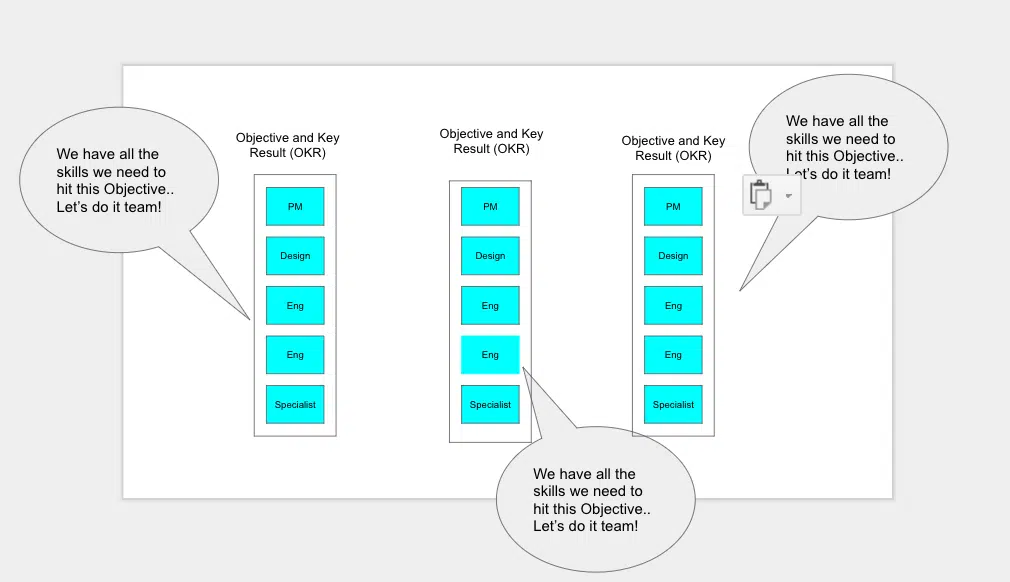 We have all the
skills we need to
hit this Objective..
Let's do it team!
Objective and Key
Result (OKR)
PM
Design
Eng
Eng
Specialist
Objective and Key
Result (OKR)
PM
Design
Eng
Eng
Specialist
We have all the
skills we need to
hit this Objective..
Let's do it team!
Objective and Key
Result (OKR)
PM
Design
Eng
Eng
Specialist
We have all the
skills we need to
hit this Objective..
Let's do it team!